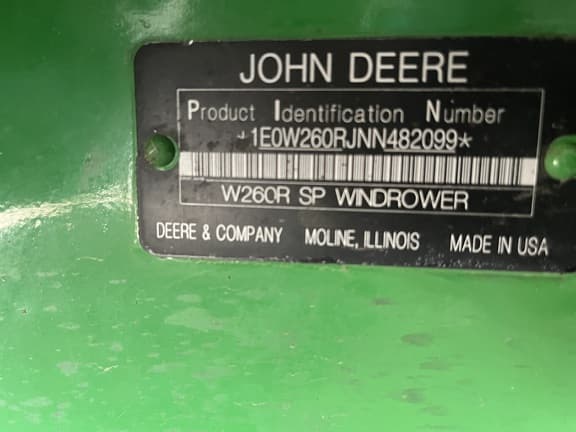 JOHN DEERE
Product Identification Number
*1E0W260RJNN482099*
W260R SP WINDROWER
DEERE & COMPANY MOLINE, ILLINOIS MADE IN USA